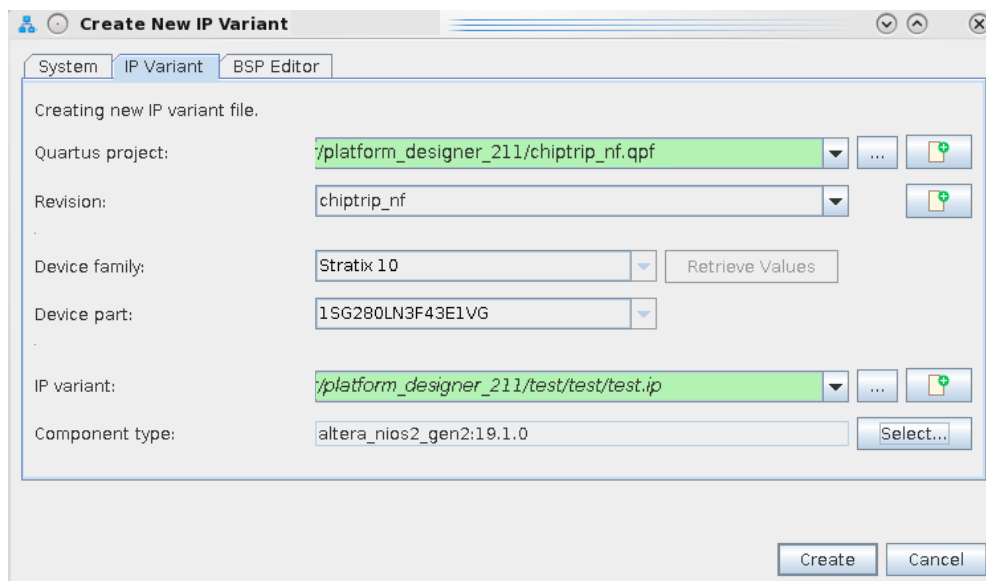 Create New IP Variant
System IP Variant BSP Editor
Creating new IP variant file.
Quartus project: /platform_designer_211/chiptrip_nf.qpf ...
Revision: chiptrip_nf
Device family: Stratix 10 Retrieve Values
Device part: 1SG280LN3F43E1VG
IP variant: /platform_designer_211/test/test/test.ip ...
Component type: altera_nios2_gen2:19.1.0 Select...
Create Cancel